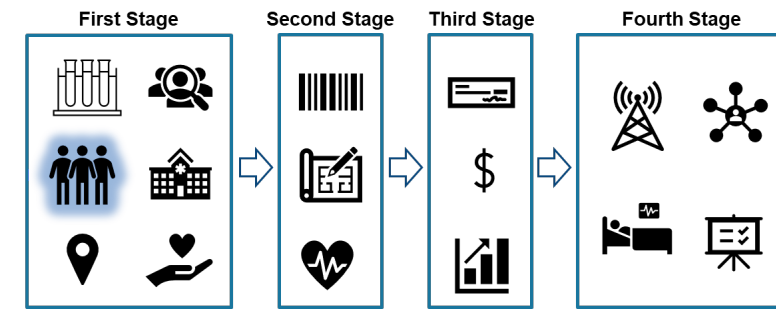 First Stage
Second Stage
Third Stage
Fourth Stage
$